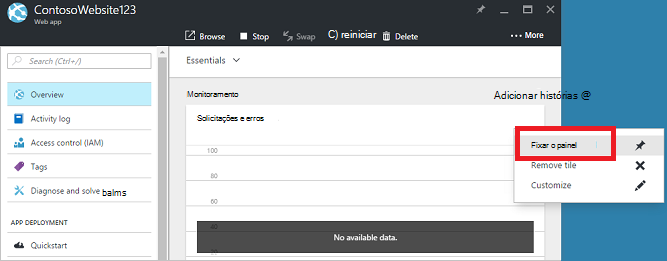 ContosoWebsite123
Web app
Browse Stop Swap C) reiniciar Delete More
Search (Ctrl+/)
Essentials
Overview
Activity log
Access control (IAM)
Tags
Diagnose and solve balms
APP DEPLOYMENT
Quickstart
Monitoramento
Adicionar histórias @
Solicitações e erros
100
80
60
40
20
No available data.
Fixar o painel
Remove tile
Customize